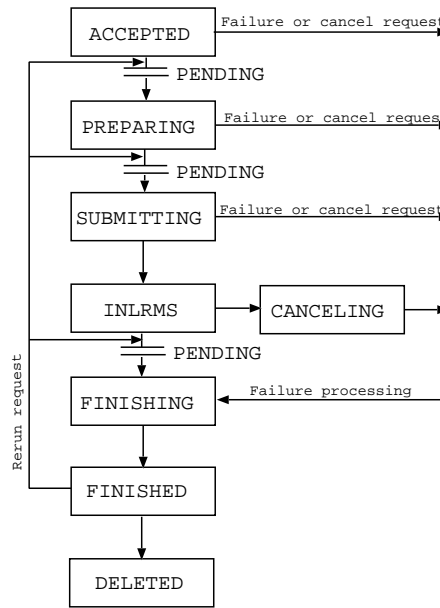 ACCEPTED
Failure or cancel request
PENDING
PREPARING
Failure or cancel request
PENDING
SUBMITTING
Failure or cancel request
INLRMS
CANCELING
PENDING
Rerun request
FINISHING
Failure processing
FINISHED
DELETED